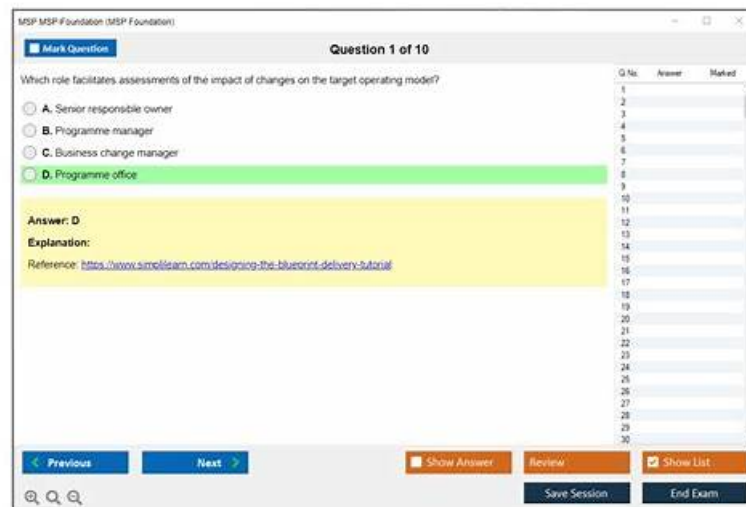 MSP MSP-Foundation (MSP Foundation)
Mark Question
Question 1 of 10
Q.No. Answer Marked
Which role facilitates assessments of the impact of changes on the target operating model?
A. Senior responsible owner
B. Programme manager
C. Business change manager
D. Programme office
Answer: D
Explanation:
Reference: https://www.simplilearn.com/designing-the-blueprint-delivery-tutorial
1
2
3
4
5
6
7
8
9
10
11
12
13
14
15
16
17
18
19
20
21
22
23
24
25
26
27
28
29
30
Previous
Next
Show Answer
Review
Show List
Save Session
End Exam